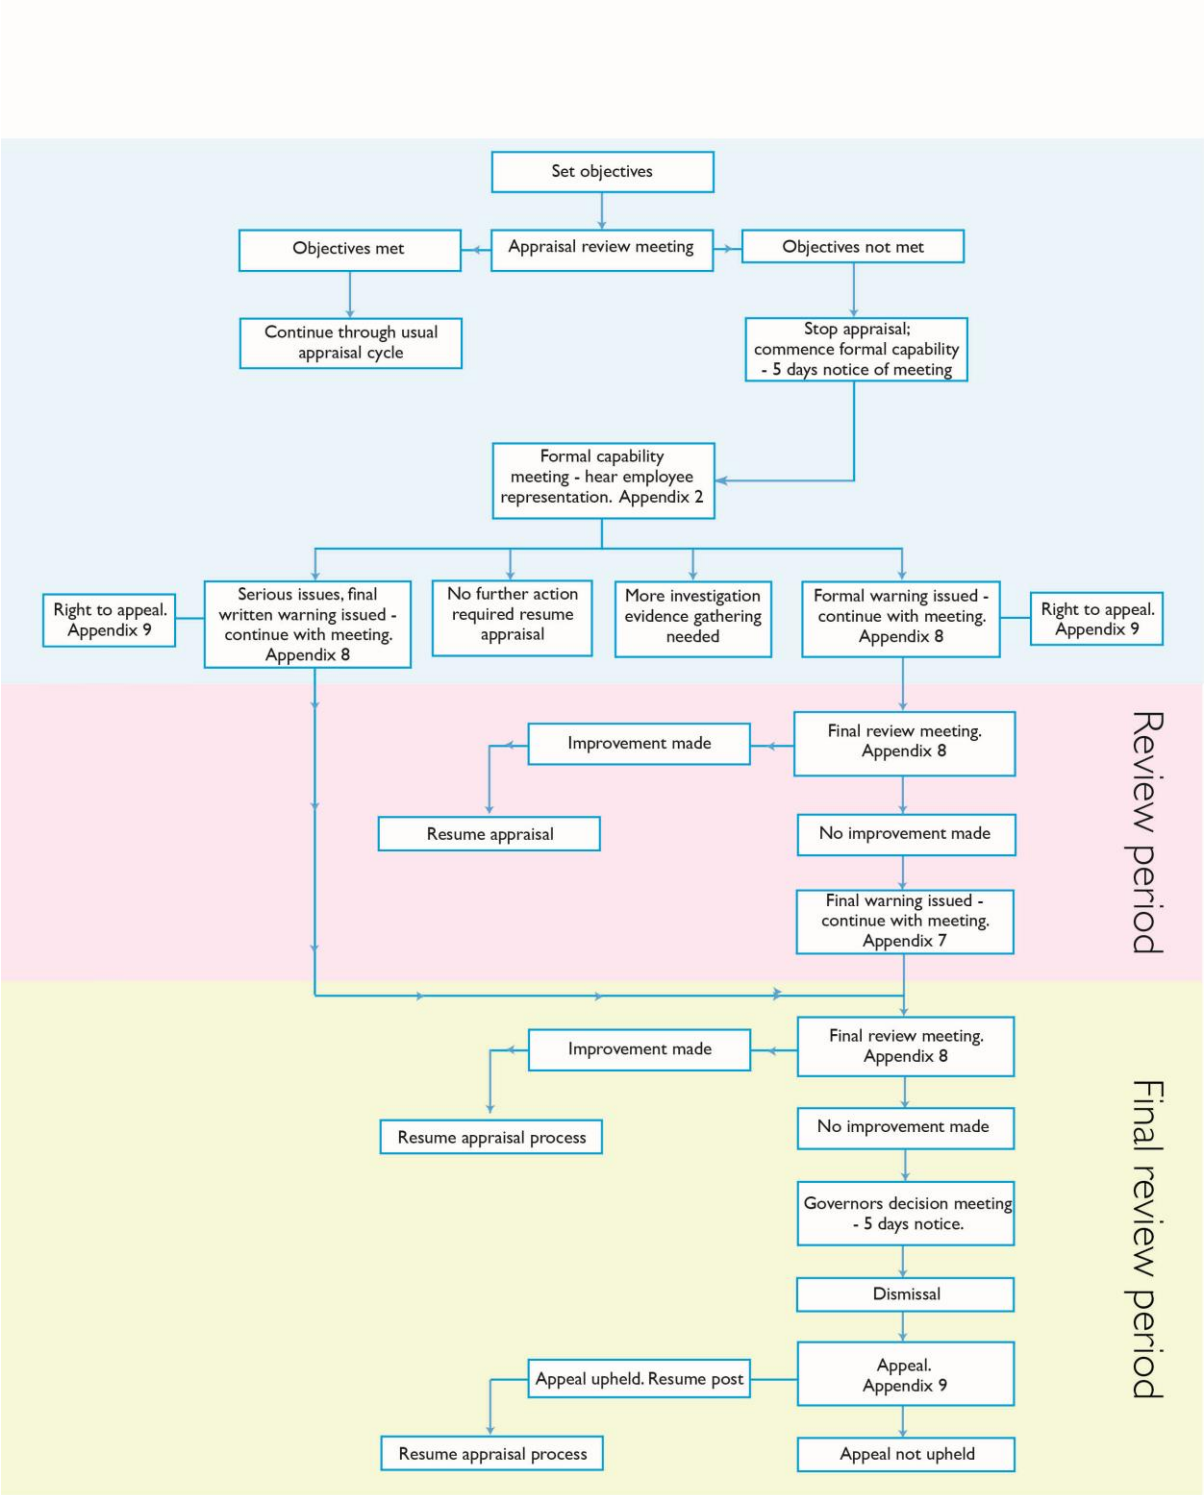 Set objectives
Objectives met
Appraisal review meeting
Objectives not met
Continue through usual
appraisal cycle
Stop appraisal;
commence formal capability
- 5 days notice of meeting
Formal capability
meeting - hear employee
representation. Appendix 2
Right to appeal.
Appendix 9
Serious issues, final
written warning issued -
continue with meeting.
Appendix 8
No further action
required resume
appraisal
More investigation
evidence gathering
needed
Formal warning issued -
continue with meeting.
Appendix 8
Right to appeal.
Appendix 9
Review period
Improvement made
Final review meeting.
Appendix 8
Resume appraisal
No improvement made
Final warning issued -
continue with meeting.
Appendix 7
Final review period
Improvement made
Final review meeting.
Appendix 8
Resume appraisal process
No improvement made
Governors decision meeting
- 5 days notice.
Dismissal
Appeal upheld. Resume post
Appeal.
Appendix 9
Resume appraisal process
Appeal not upheld